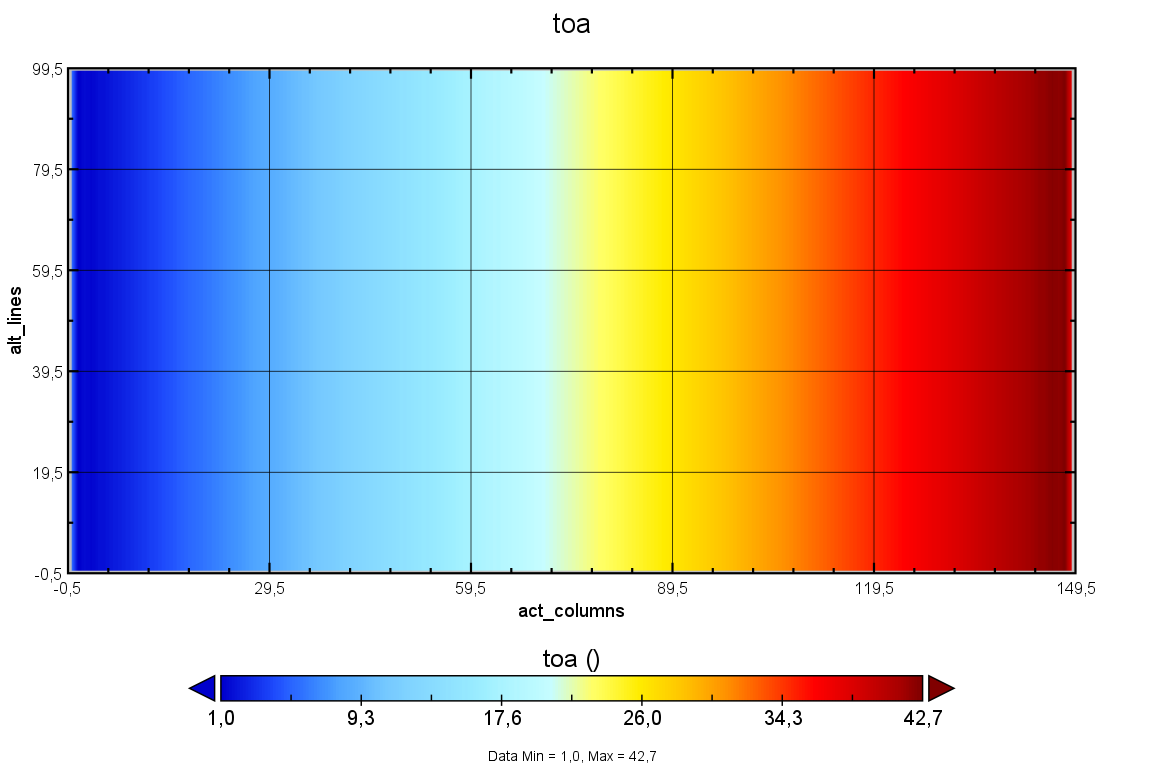 toa
99,5
79,5
59,5
39,5
19,5
-0,5
alt_lines
-0,5 29,5 59,5 89,5 119,5 149,5
act_columns
toa ()
1,0 9,3 17,6 26,0 34,3 42,7
Data Min = 1,0, Max = 42,7